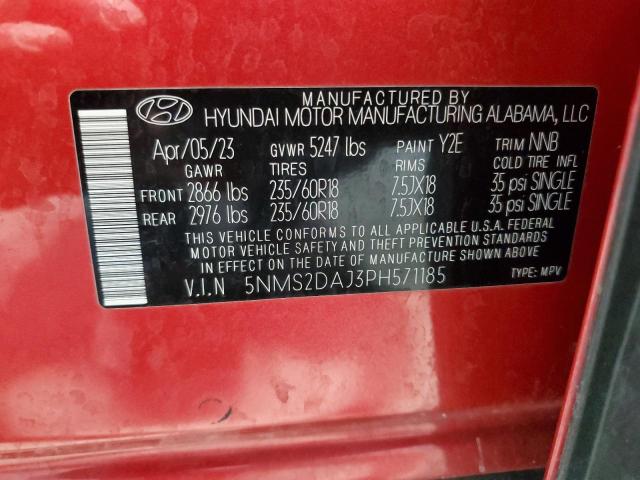 MANUFACTURED BY
HYUNDAI MOTOR MANUFACTURING ALABAMA, LLC
Apr/05/23 GVWR 5247 lbs PAINT Y2E TRIM NNB
GAWR TIRES RIMS COLD TIRE INFL
FRONT 2866 lbs 235/60R18 7.5JX18 35 psi SINGLE
REAR 2976 lbs 235/60R18 7.5JX18 35 psi SINGLE
THIS VEHICLE CONFORMS TO ALL APPLICABLE U.S.A. FEDERAL
MOTOR VEHICLE SAFETY AND THEFT PREVENTION STANDARDS
IN EFFECT ON THE DATE OF MANUFACTURE SHOWN ABOVE
V.I.N 5NMS2DAJ3PH571185 TYPE: MPV